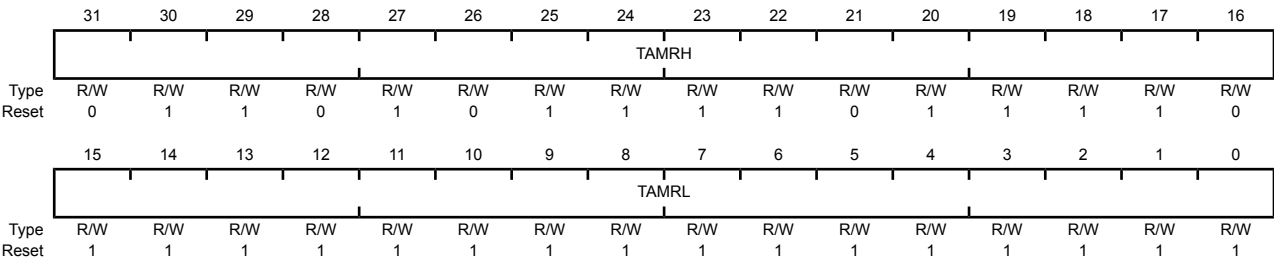 31 30 29 28 27 26 25 24 23 22 21 20 19 18 17 16
TAMRH
Type R/W R/W R/W R/W R/W R/W R/W R/W R/W R/W R/W R/W R/W R/W R/W R/W
Reset 0 1 1 0 1 0 1 1 1 1 0 1 1 1 1 0
15 14 13 12 11 10 9 8 7 6 5 4 3 2 1 0
TAMRL
Type R/W R/W R/W R/W R/W R/W R/W R/W R/W R/W R/W R/W R/W R/W R/W R/W
Reset 1 1 1 1 1 1 1 1 1 1 1 1 1 1 1 1